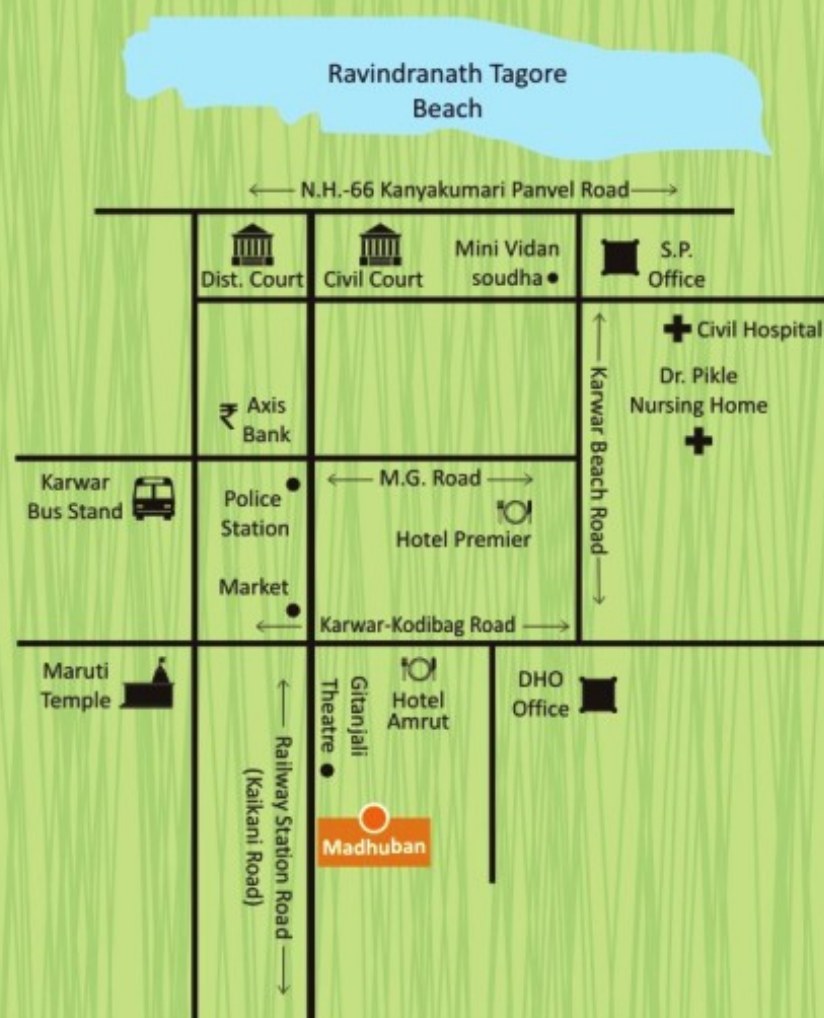 Ravindranath Tagore
Beach
N.H.-66 Kanyakumari Panvel Road
Dist. Court
Civil Court
Mini Vidan
soudha
S.P.
Office
Civil Hospital
Dr. Pikle
Nursing Home
Karwar Beach Road
₹ Axis
Bank
Karwar
Bus Stand
Police
Station
M.G. Road
Hotel Premier
Market
Karwar-Kodibag Road
Maruti
Temple
Gitanjali
Theatre
Hotel
Amrut
DHO
Office
Railway Station Road
(Kaikani Road)
Madhuban